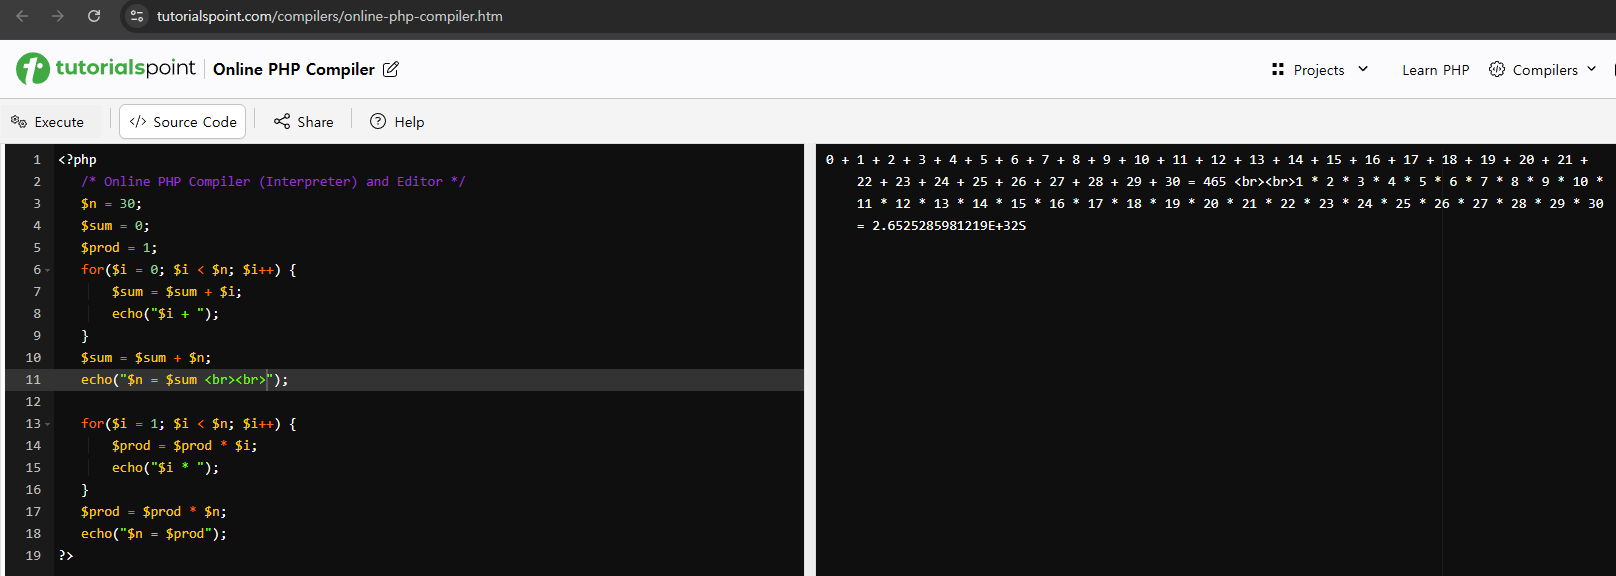 tutorialspoint.com/compilers/online-php-compiler.htm
tutorialspoint Online PHP Compiler Projects Learn PHP Compilers
Execute </> Source Code Share Help
1 <?php
2 /* Online PHP Compiler (Interpreter) and Editor */
3 $n = 30;
4 $sum = 0;
5 $prod = 1;
6 for($i = 0; $i < $n; $i++) {
7 $sum = $sum + $i;
8 echo("$i + ");
9 }
10 $sum = $sum + $n;
11 echo("$n = $sum <br><br>");
12
13 for($i = 1; $i < $n; $i++) {
14 $prod = $prod * $i;
15 echo("$i * ");
16 }
17 $prod = $prod * $n;
18 echo("$n = $prod");
19 ?>
0 + 1 + 2 + 3 + 4 + 5 + 6 + 7 + 8 + 9 + 10 + 11 + 12 + 13 + 14 + 15 + 16 + 17 + 18 + 19 + 20 + 21 +
22 + 23 + 24 + 25 + 26 + 27 + 28 + 29 + 30 = 465 <br><br>1 * 2 * 3 * 4 * 5 * 6 * 7 * 8 * 9 * 10 *
11 * 12 * 13 * 14 * 15 * 16 * 17 * 18 * 19 * 20 * 21 * 22 * 23 * 24 * 25 * 26 * 27 * 28 * 29 * 30
= 2.6525285981219E+32S